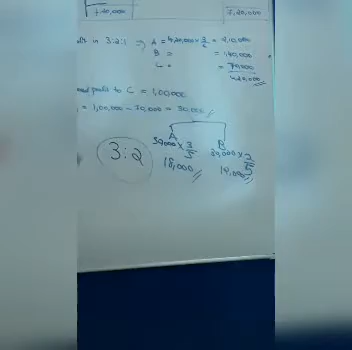 7,20,000 7,20,000
in 3:2:1 ⇒ A = 4,20,000 × 3/6 = 2,10,000
B = = 1,40,000
C = = 70,000
4,20,000
profit to C = 1,00,000
= 1,00,000 - 70,000 = 30,000
A B
30,000 × 3/5 30,000 × 2/5
3:2
18,000 12,000